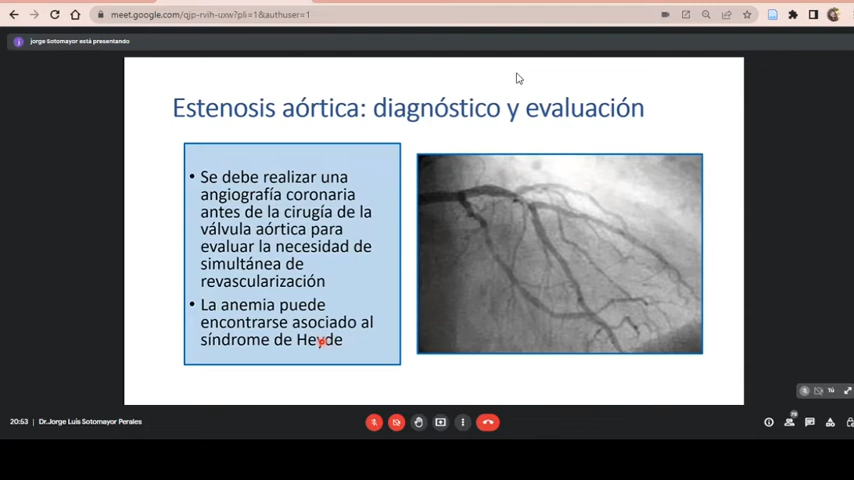 meet.google.com/qjp-rvih-uxw?pli=1&authuser=1
j
jorge Sotomayor está presentando
Estenosis aórtica: diagnóstico y evaluación
• Se debe realizar una
angiografía coronaria
antes de la cirugía de la
válvula aórtica para
evaluar la necesidad de
simultánea de
revascularización
• La anemia puede
encontrarse asociado al
síndrome de Heyde
Tú
20:53 | Dr.Jorge Luis Sotomayor Perales